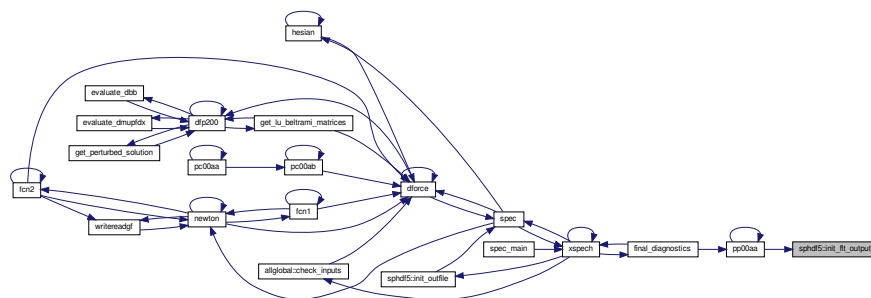 hesian
evaluate_dbb
evaluate_dmupfdx
dfp200
get_lu_beltrami_matrices
get_perturbed_solution
pc00aa
pc00ab
fcn2
dforce
fcn1
newton
writereadgf
spec
spec_main
xspech
final_diagnostics
pp00aa
sphdf5::init_flt_output
allglobal::check_inputs
sphdf5::init_outfile